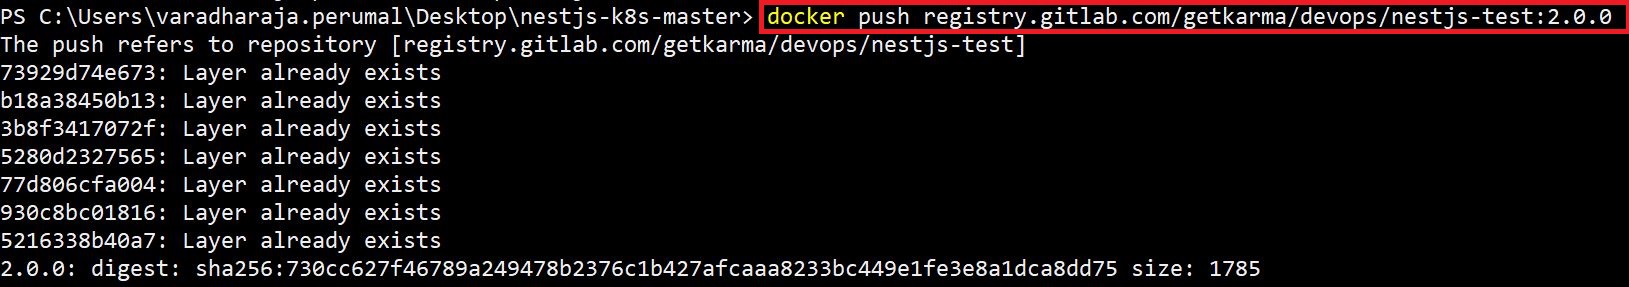 PS C:\Users\varadharaja.perumal\Desktop\nestjs-k8s-master> docker push registry.gitlab.com/getkarma/devops/nestjs-test:2.0.0
The push refers to repository [registry.gitlab.com/getkarma/devops/nestjs-test]
73929d74e673: Layer already exists
b18a38450b13: Layer already exists
3b8f3417072f: Layer already exists
5280d2327565: Layer already exists
77d806cfa004: Layer already exists
930c8bc01816: Layer already exists
5216338b40a7: Layer already exists
2.0.0: digest: sha256:730cc627f46789a249478b2376c1b427afcaaa8233bc449e1fe3e8a1dca8dd75 size: 1785